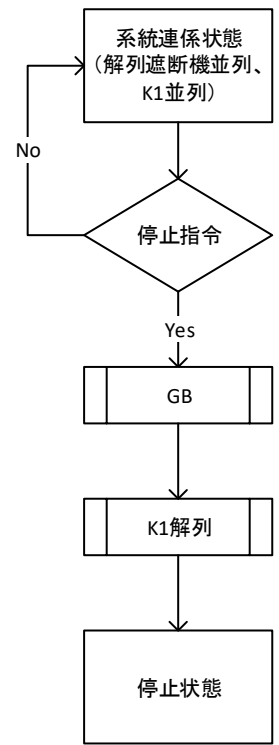 系統連係状態
（解列遮断機並列、
K1並列）
No
停止指令
Yes
GB
K1解列
停止状態